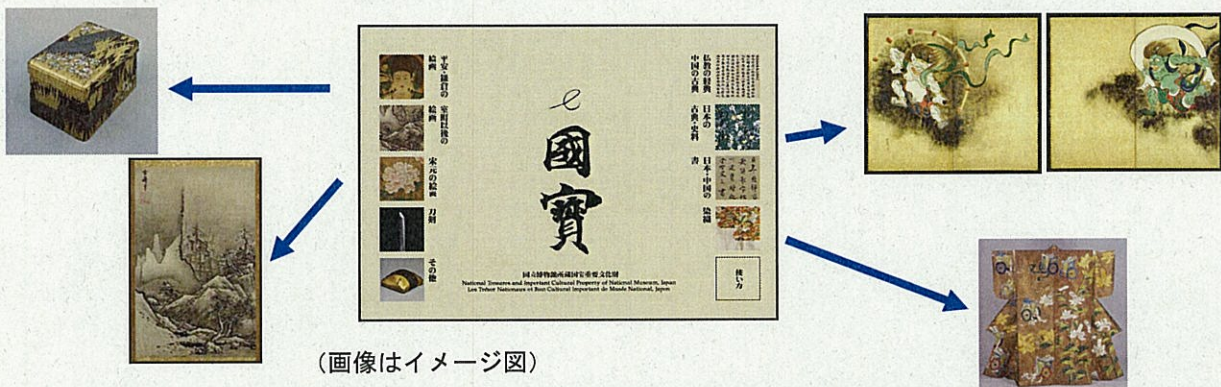 平安・鎌倉の
絵画
室町以後の
絵画
宋元の絵画
刀剣
その他
e
國
寶
仏教の経典
中国の古典
日本の
古典・史料
日本・中国の
書
染織
使い方
国立博物館所蔵国宝重要文化財
National Treasures and Important Cultural Property of National Museum, Japan
Les Trésor Nationaux et Bien Cultural important de Musée National, Japon
(画像はイメージ図)